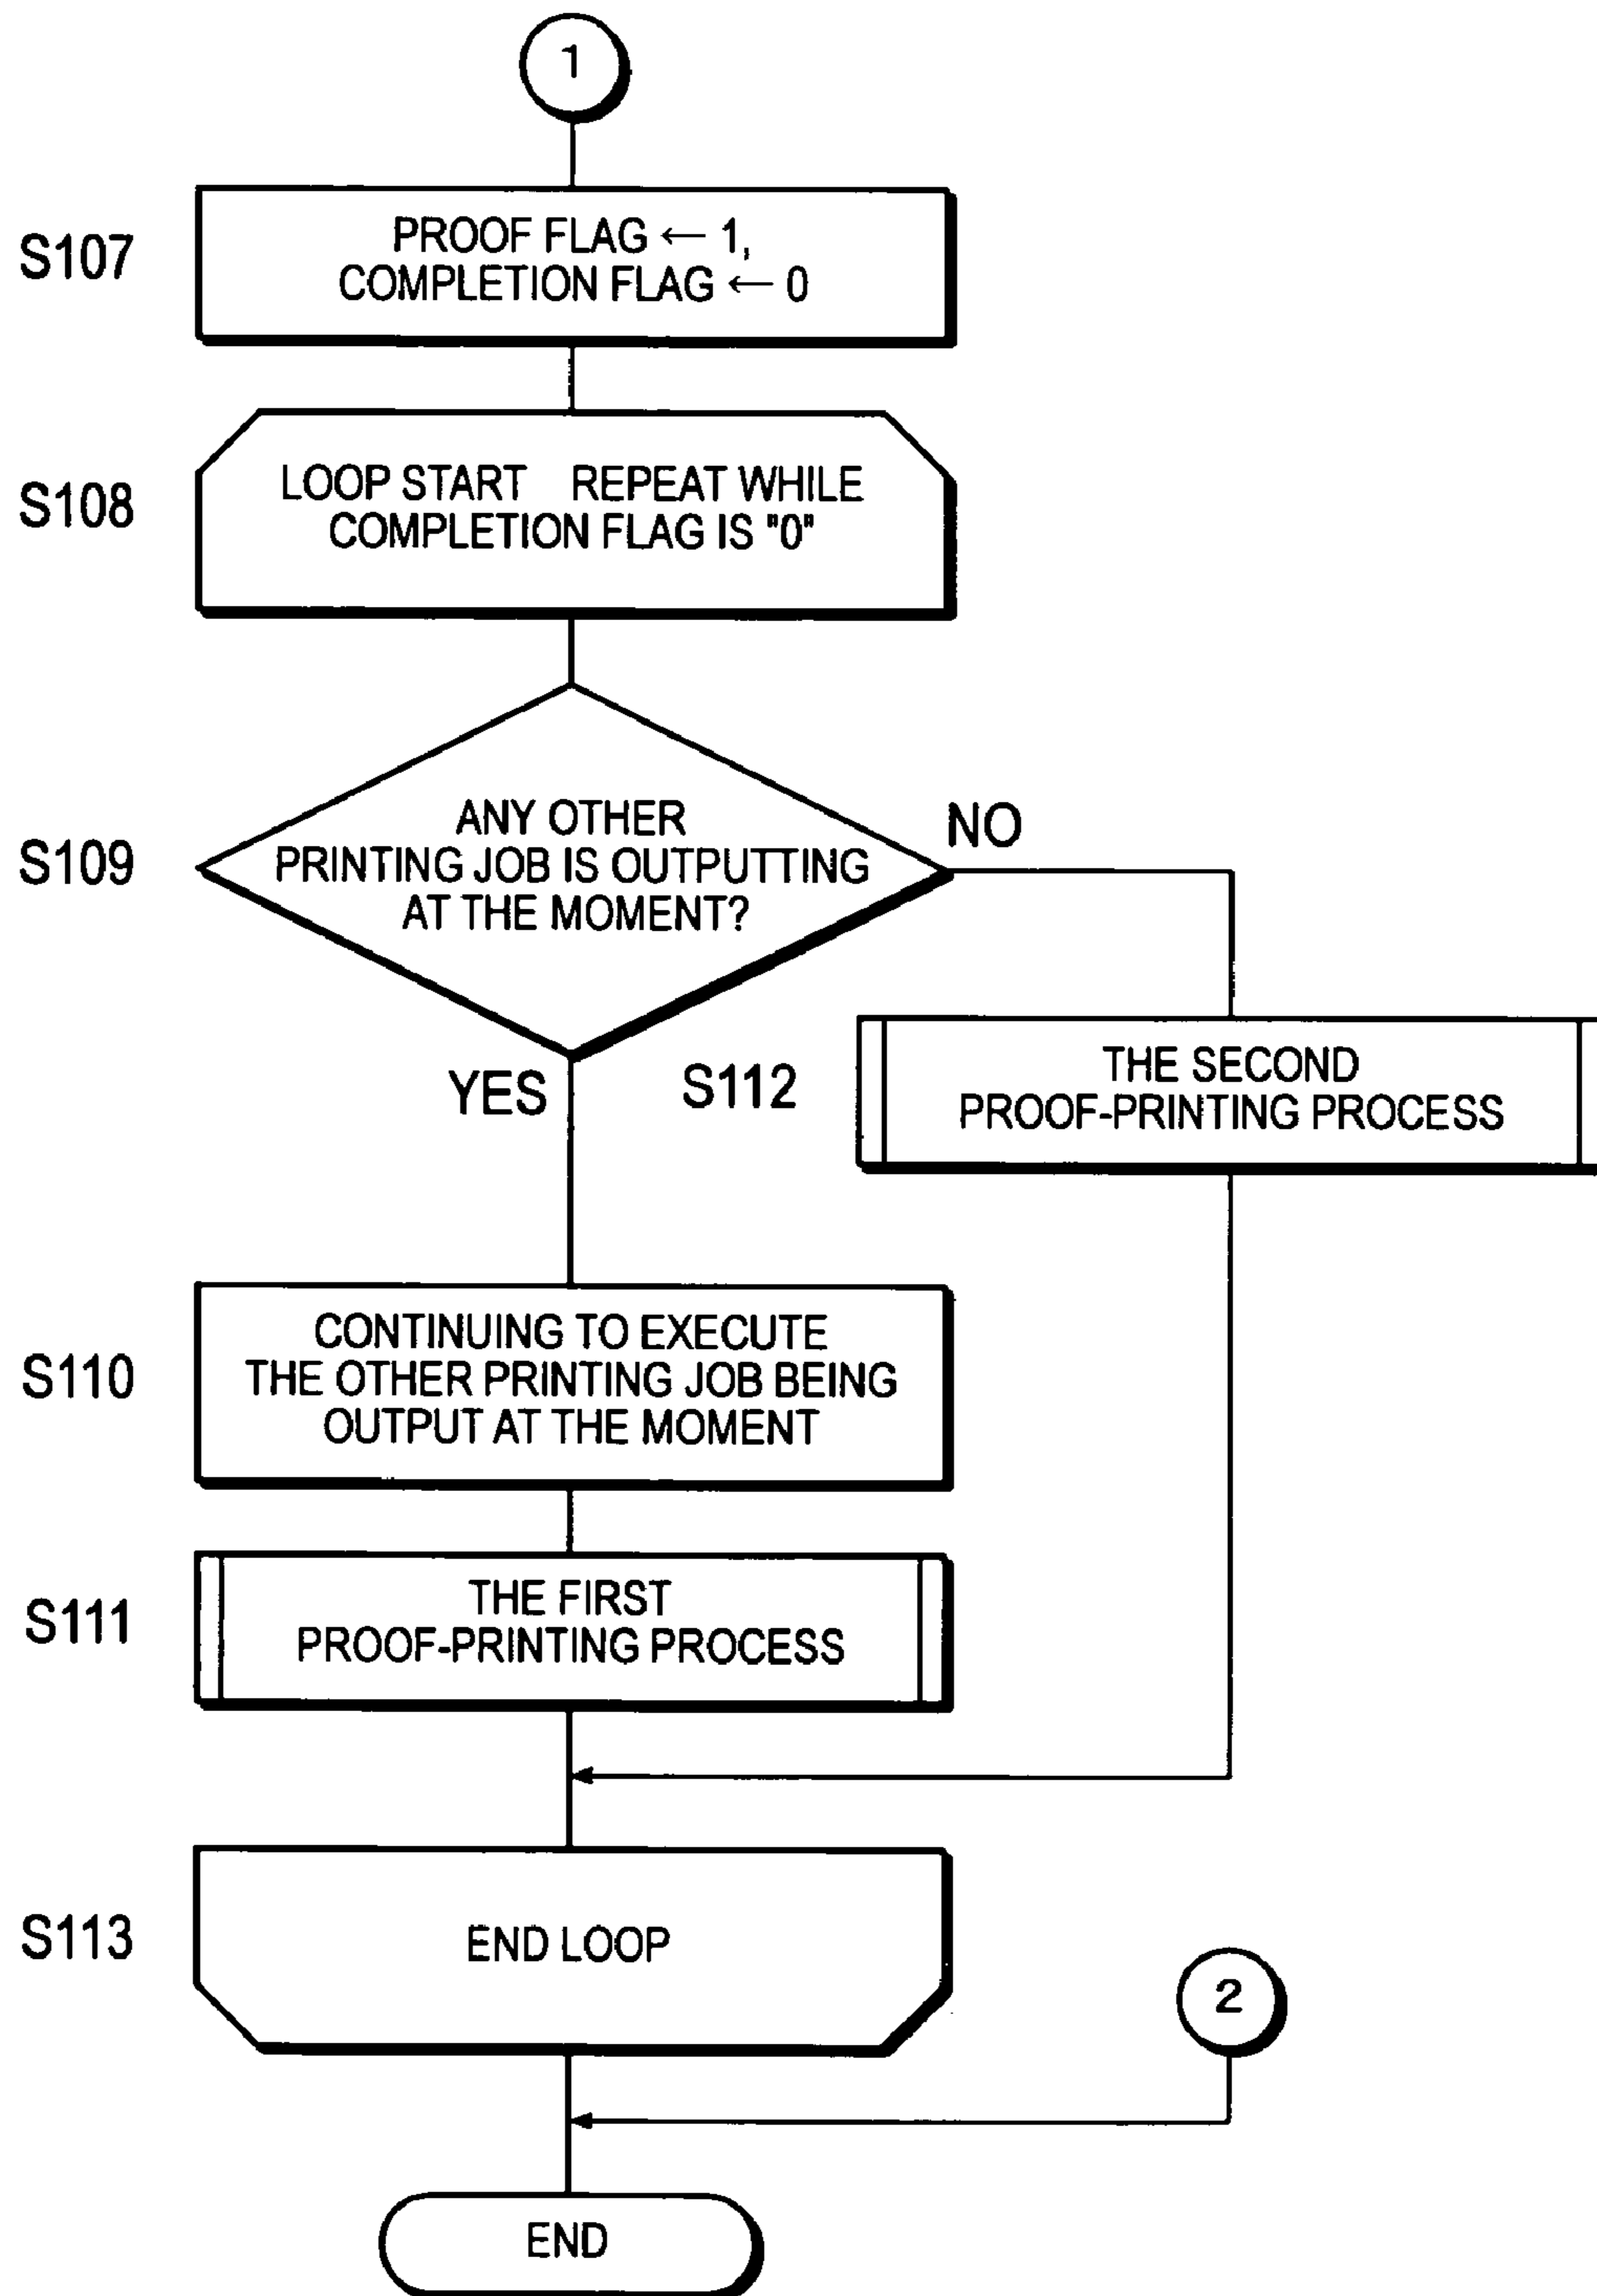 1
S107
PROOF FLAG ← 1,
COMPLETION FLAG ← 0
S108
LOOP START REPEAT WHILE
COMPLETION FLAG IS "0"
S109
ANY OTHER
PRINTING JOB IS OUTPUTTING
AT THE MOMENT?
NO
YES
S112
THE SECOND
PROOF-PRINTING PROCESS
S110
CONTINUING TO EXECUTE
THE OTHER PRINTING JOB BEING
OUTPUT AT THE MOMENT
S111
THE FIRST
PROOF-PRINTING PROCESS
S113
END LOOP
2
END